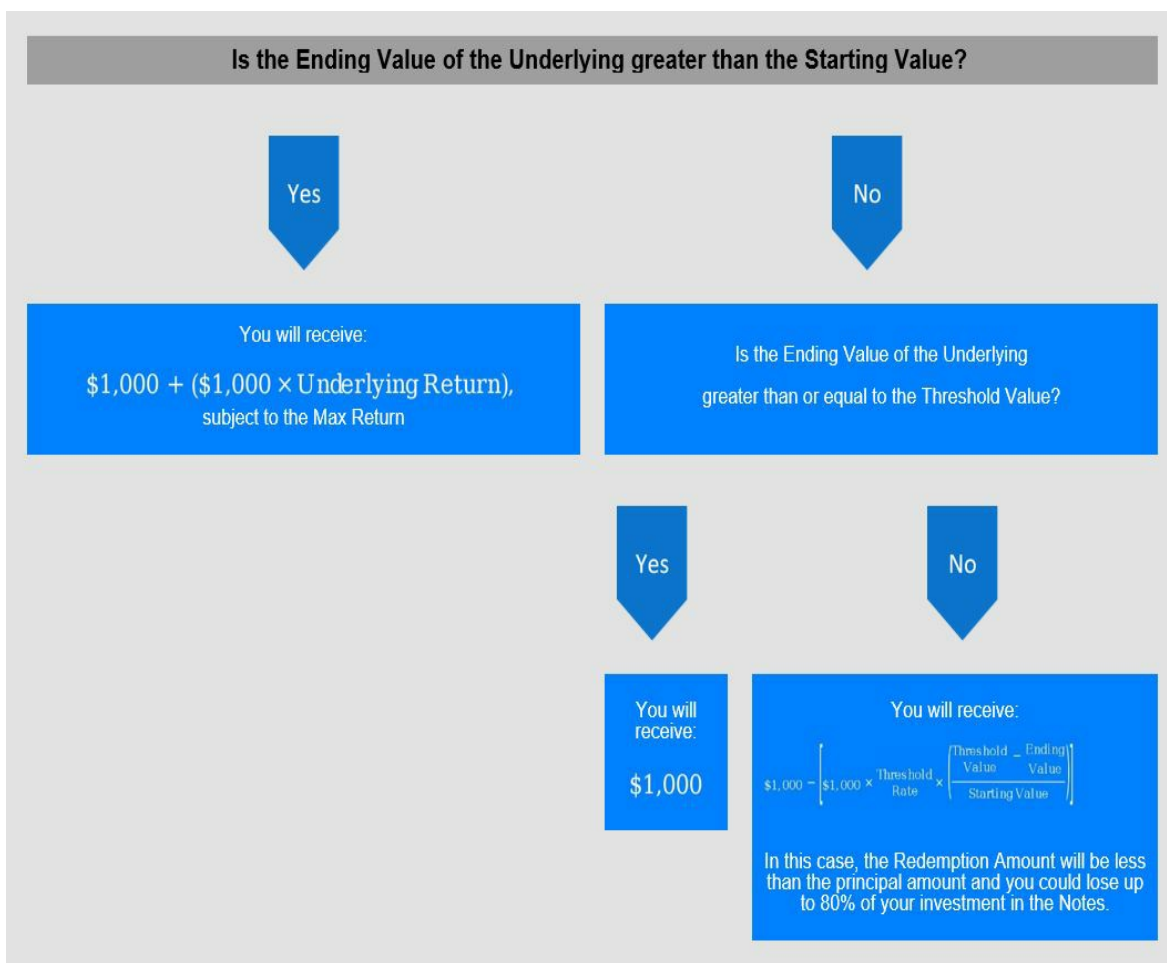 Is the Ending Value of the Underlying greater than the Starting Value?
Yes
No
You will receive:
$1,000 + ($1,000 × Underlying Return),
subject to the Max Return
Is the Ending Value of the Underlying
greater than or equal to the Threshold Value?
Yes
No
You will
receive:
$1,000
You will receive:
$1,000 − [$1,000 × Threshold Rate × ((Threshold Value − Ending Value) / Starting Value)]
In this case, the Redemption Amount will be less
than the principal amount and you could lose up
to 80% of your investment in the Notes.